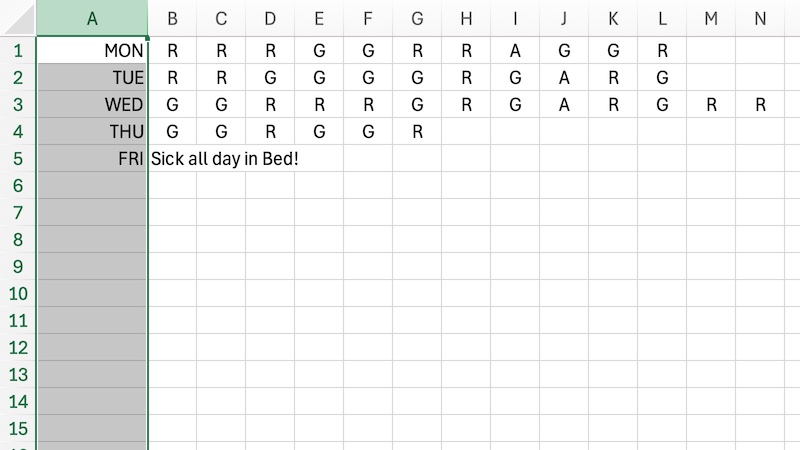 A B C D E F G H I J K L M N
1 MON R R R G G R R A G G R
2 TUE R R G G G G R G A R G
3 WED G G R R R G R G A R G R R
4 THU G G R G G R
5 FRI Sick all day in Bed!
6
7
8
9
10
11
12
13
14
15